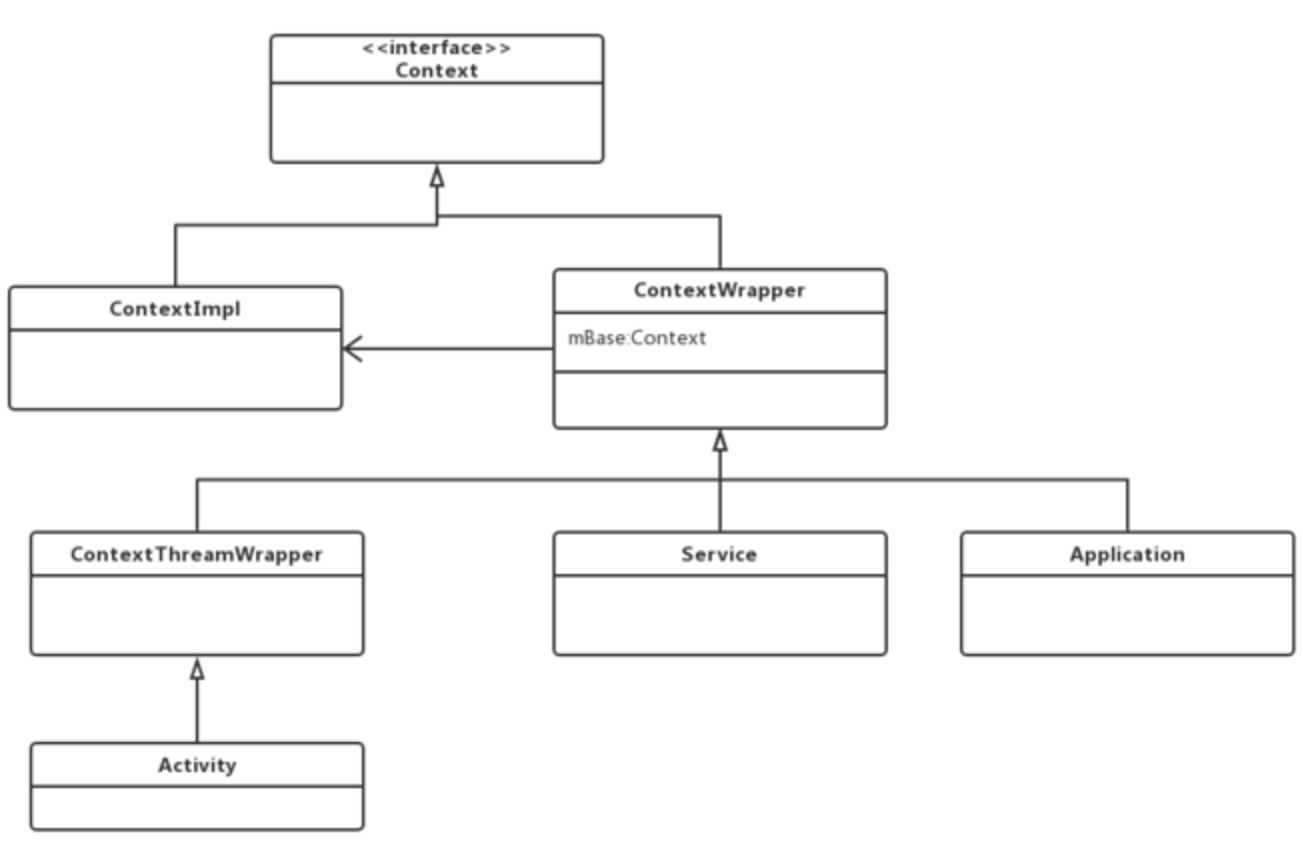 <<interface>>
Context
ContextImpl
ContextWrapper
mBase:Context
ContextThreamWrapper
Service
Application
Activity